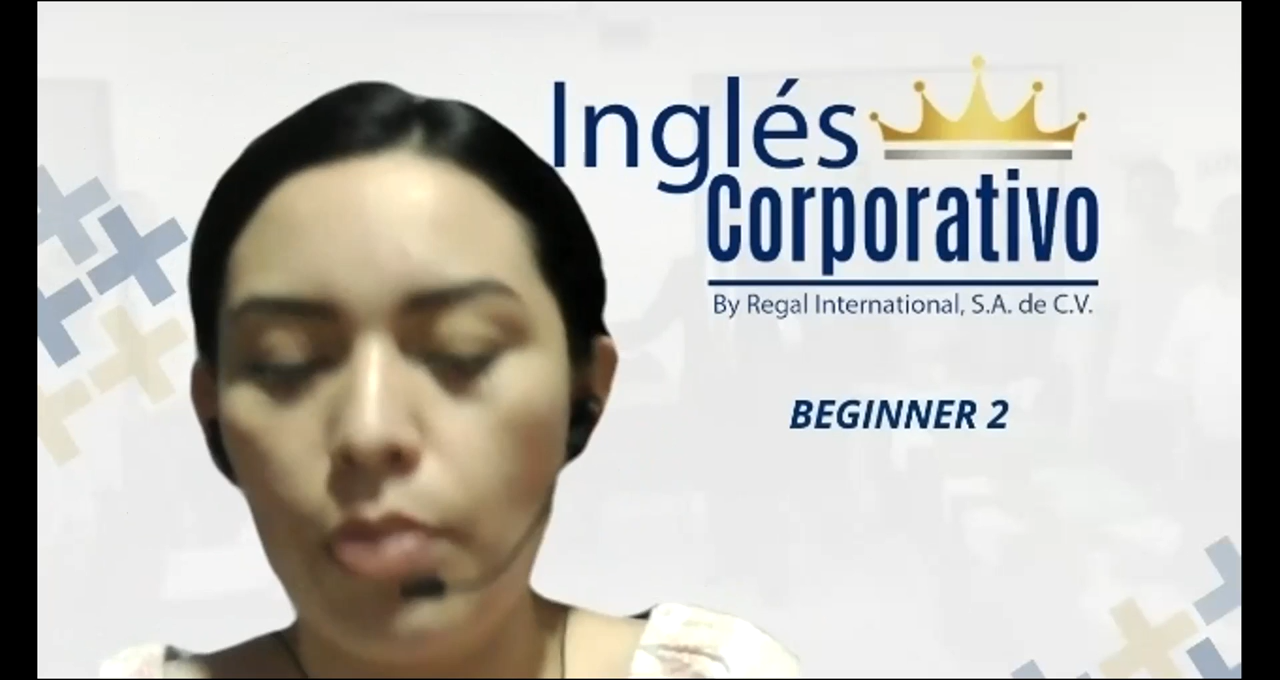 Inglés
Corporativo
By Regal International, S.A. de C.V.
BEGINNER 2